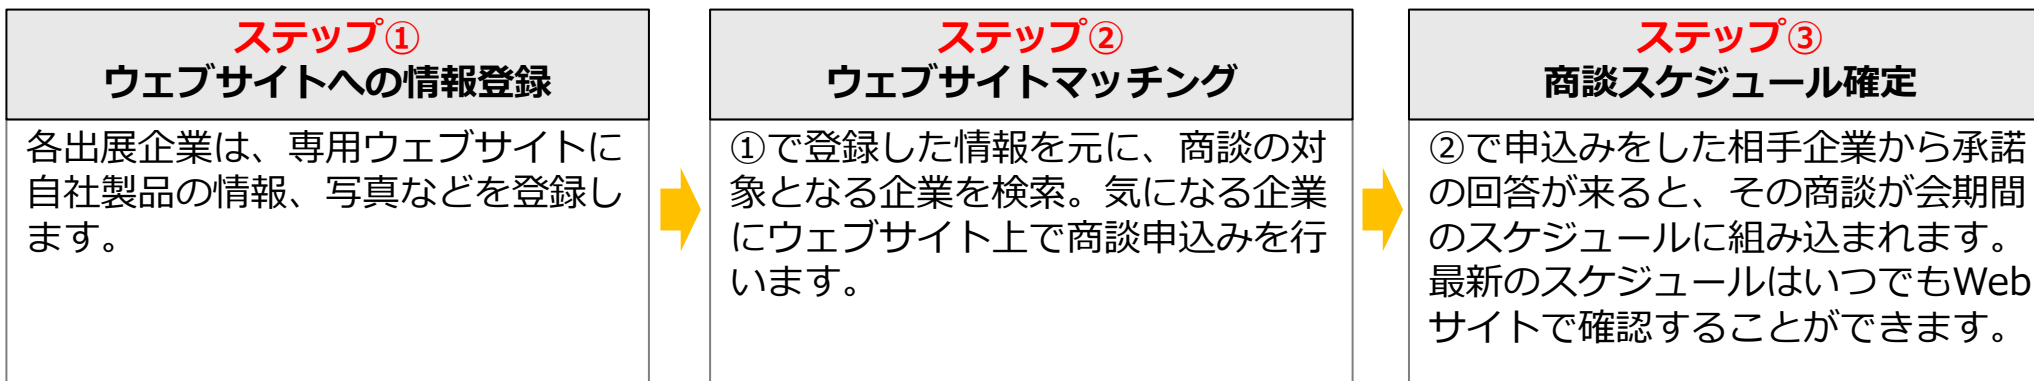 ステップ①
ウェブサイトへの情報登録
各出展企業は、専用ウェブサイトに
自社製品の情報、写真などを登録し
ます。
ステップ②
ウェブサイトマッチング
①で登録した情報を元に、商談の対
象となる企業を検索。気になる企業
にウェブサイト上で商談申込みを行
います。
ステップ③
商談スケジュール確定
②で申込みをした相手企業から承諾
の回答が来ると、その商談が会期間
のスケジュールに組み込まれます。
最新のスケジュールはいつでもWeb
サイトで確認することができます。